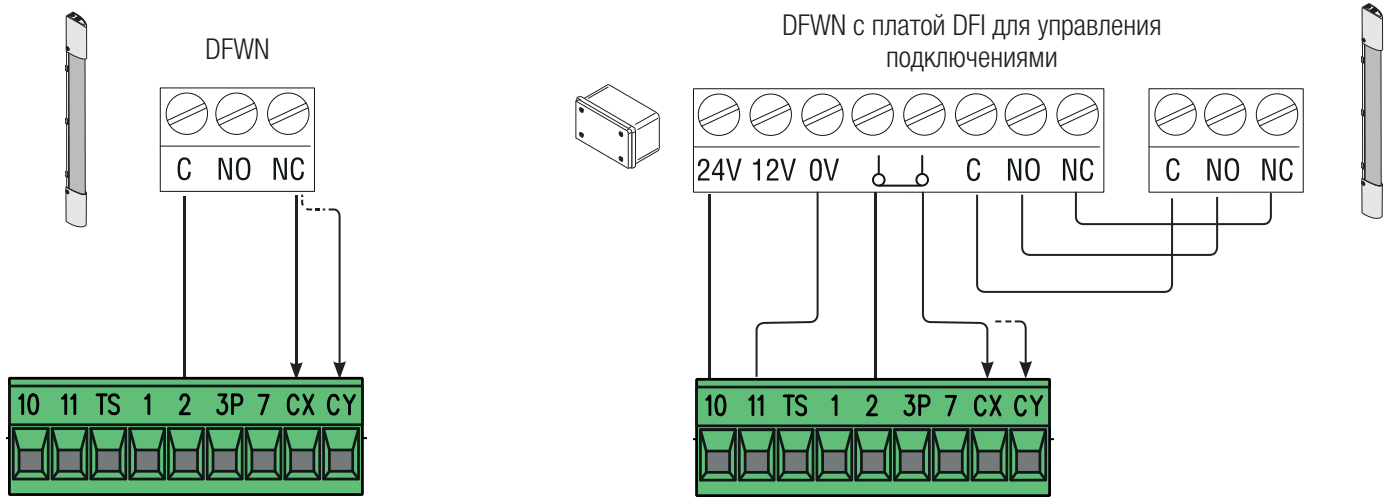 DFWN
C NO NC
10 11 TS 1 2 3P 7 CX CY
DFWN с платой DFI для управления
подключениями
24V 12V 0V C NO NC
C NO NC
10 11 TS 1 2 3P 7 CX CY